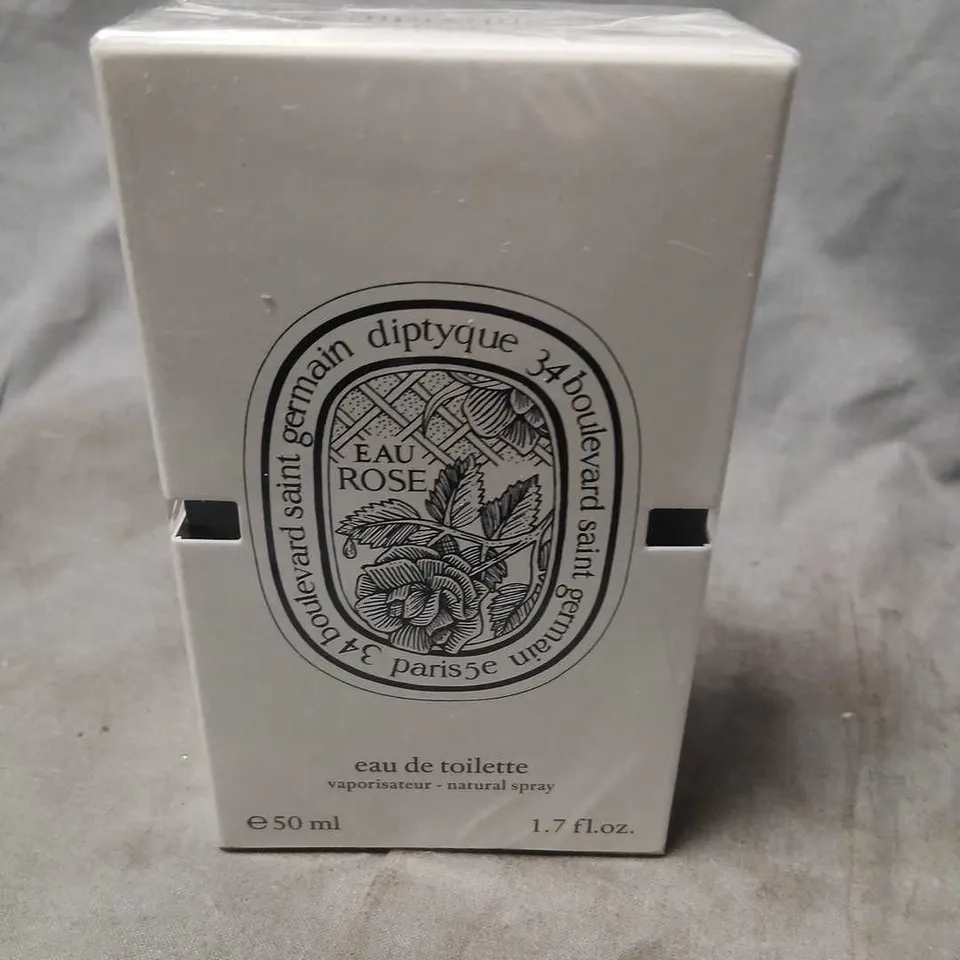 34 boulevard saint germain diptyque 34 boulevard saint germain
paris 5e
EAU
ROSE
eau de toilette
vaporisateur - natural spray
℮ 50 ml
1.7 fl.oz.